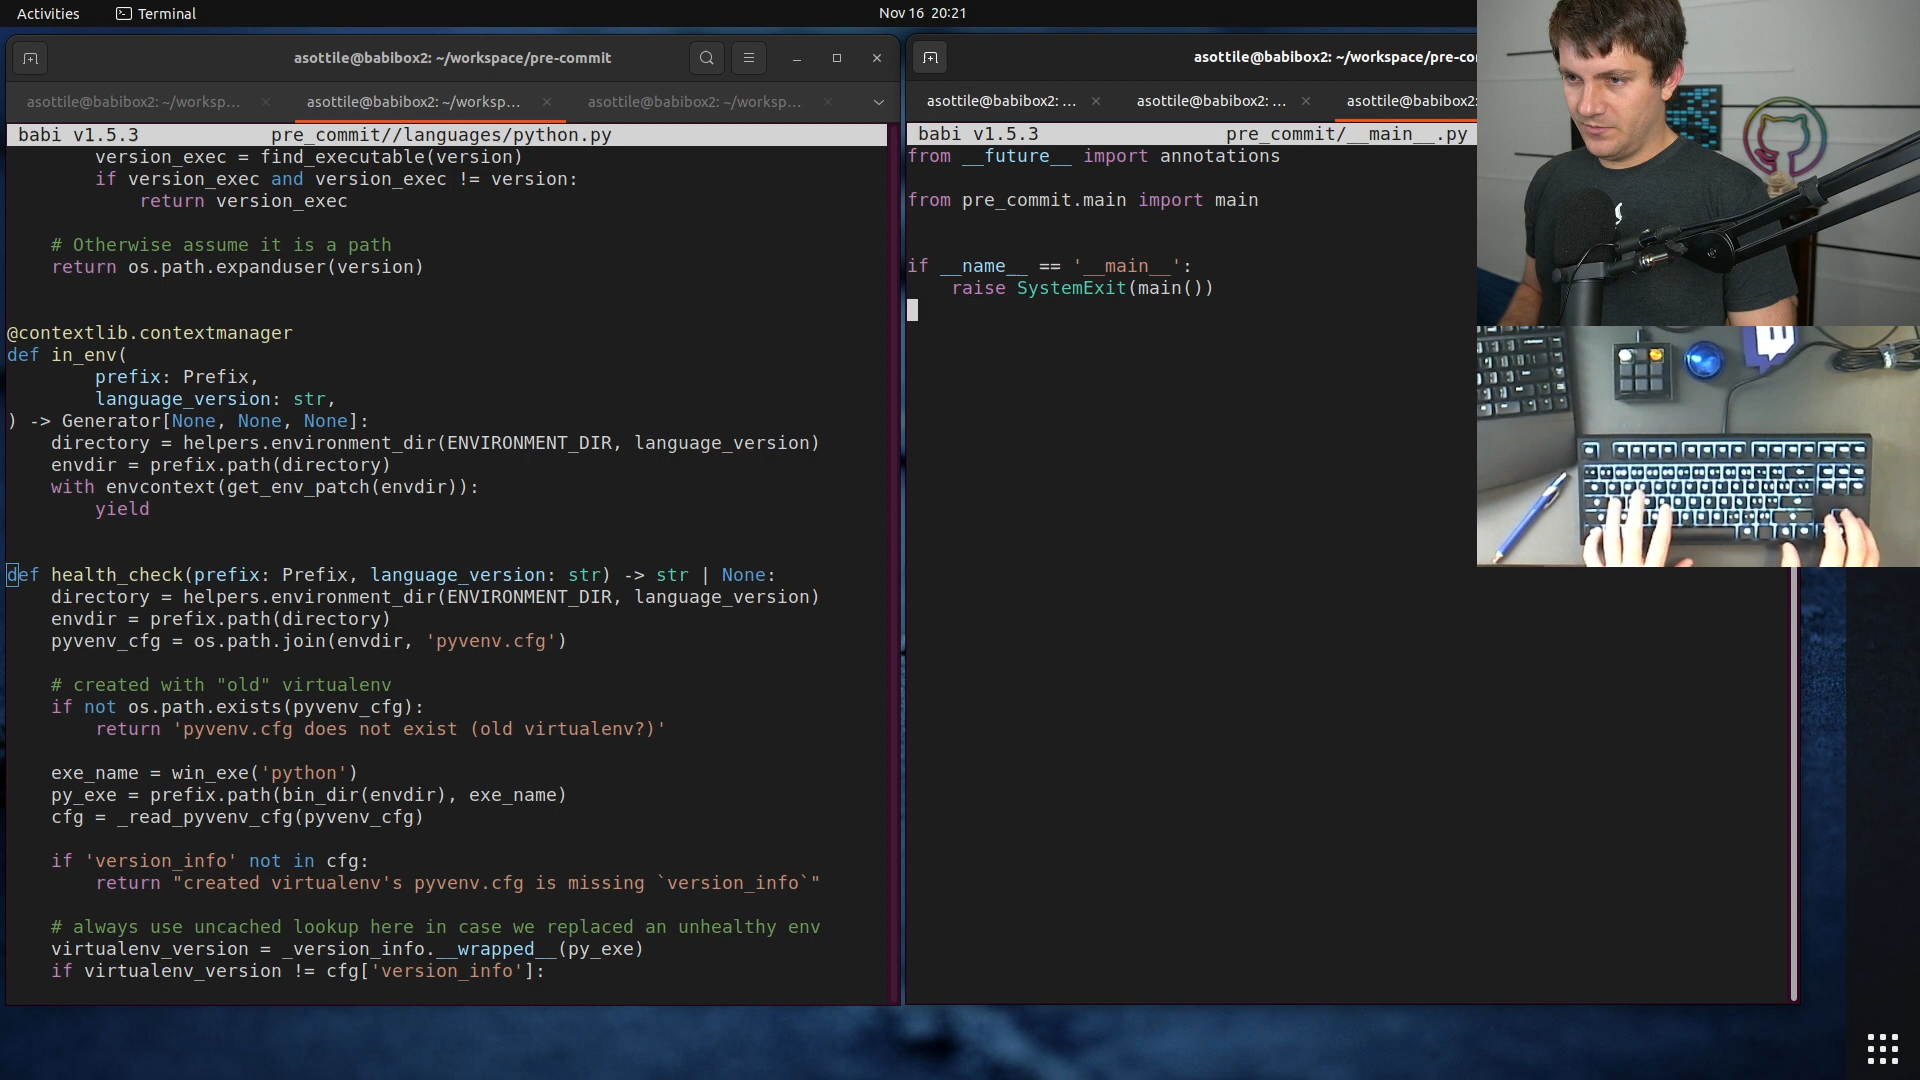 Activities
Terminal
Nov 16 20:21
asottile@babibox2: ~/workspace/pre-commit
asottile@babibox2: ~/worksp...
asottile@babibox2: ~/worksp...
asottile@babibox2: ~/worksp...
babi v1.5.3 pre_commit//languages/python.py
        version_exec = find_executable(version)
        if version_exec and version_exec != version:
            return version_exec

    # Otherwise assume it is a path
    return os.path.expanduser(version)


@contextlib.contextmanager
def in_env(
        prefix: Prefix,
        language_version: str,
) -> Generator[None, None, None]:
    directory = helpers.environment_dir(ENVIRONMENT_DIR, language_version)
    envdir = prefix.path(directory)
    with envcontext(get_env_patch(envdir)):
        yield


def health_check(prefix: Prefix, language_version: str) -> str | None:
    directory = helpers.environment_dir(ENVIRONMENT_DIR, language_version)
    envdir = prefix.path(directory)
    pyvenv_cfg = os.path.join(envdir, 'pyvenv.cfg')

    # created with "old" virtualenv
    if not os.path.exists(pyvenv_cfg):
        return 'pyvenv.cfg does not exist (old virtualenv?)'

    exe_name = win_exe('python')
    py_exe = prefix.path(bin_dir(envdir), exe_name)
    cfg = _read_pyvenv_cfg(pyvenv_cfg)

    if 'version_info' not in cfg:
        return "created virtualenv's pyvenv.cfg is missing `version_info`"

    # always use uncached lookup here in case we replaced an unhealthy env
    virtualenv_version = _version_info.__wrapped__(py_exe)
    if virtualenv_version != cfg['version_info']:
asottile@babibox2: ~/workspace/pre-co
asottile@babibox2: ...
asottile@babibox2: ...
asottile@babibox2:
babi v1.5.3 pre_commit/__main__.py
from __future__ import annotations

from pre_commit.main import main


if __name__ == '__main__':
    raise SystemExit(main())